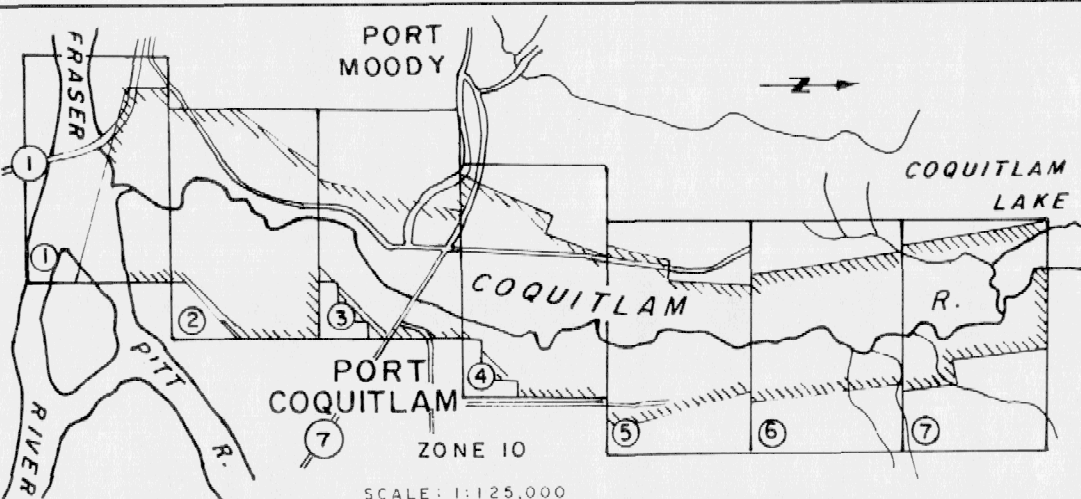 PORT
MOODY
FRASER
N
COQUITLAM
LAKE
1
1
COQUITLAM
R.
2
3
4
PITT
R.
PORT
COQUITLAM
RIVER
7
ZONE 10
5
6
7
SCALE: 1:125,000